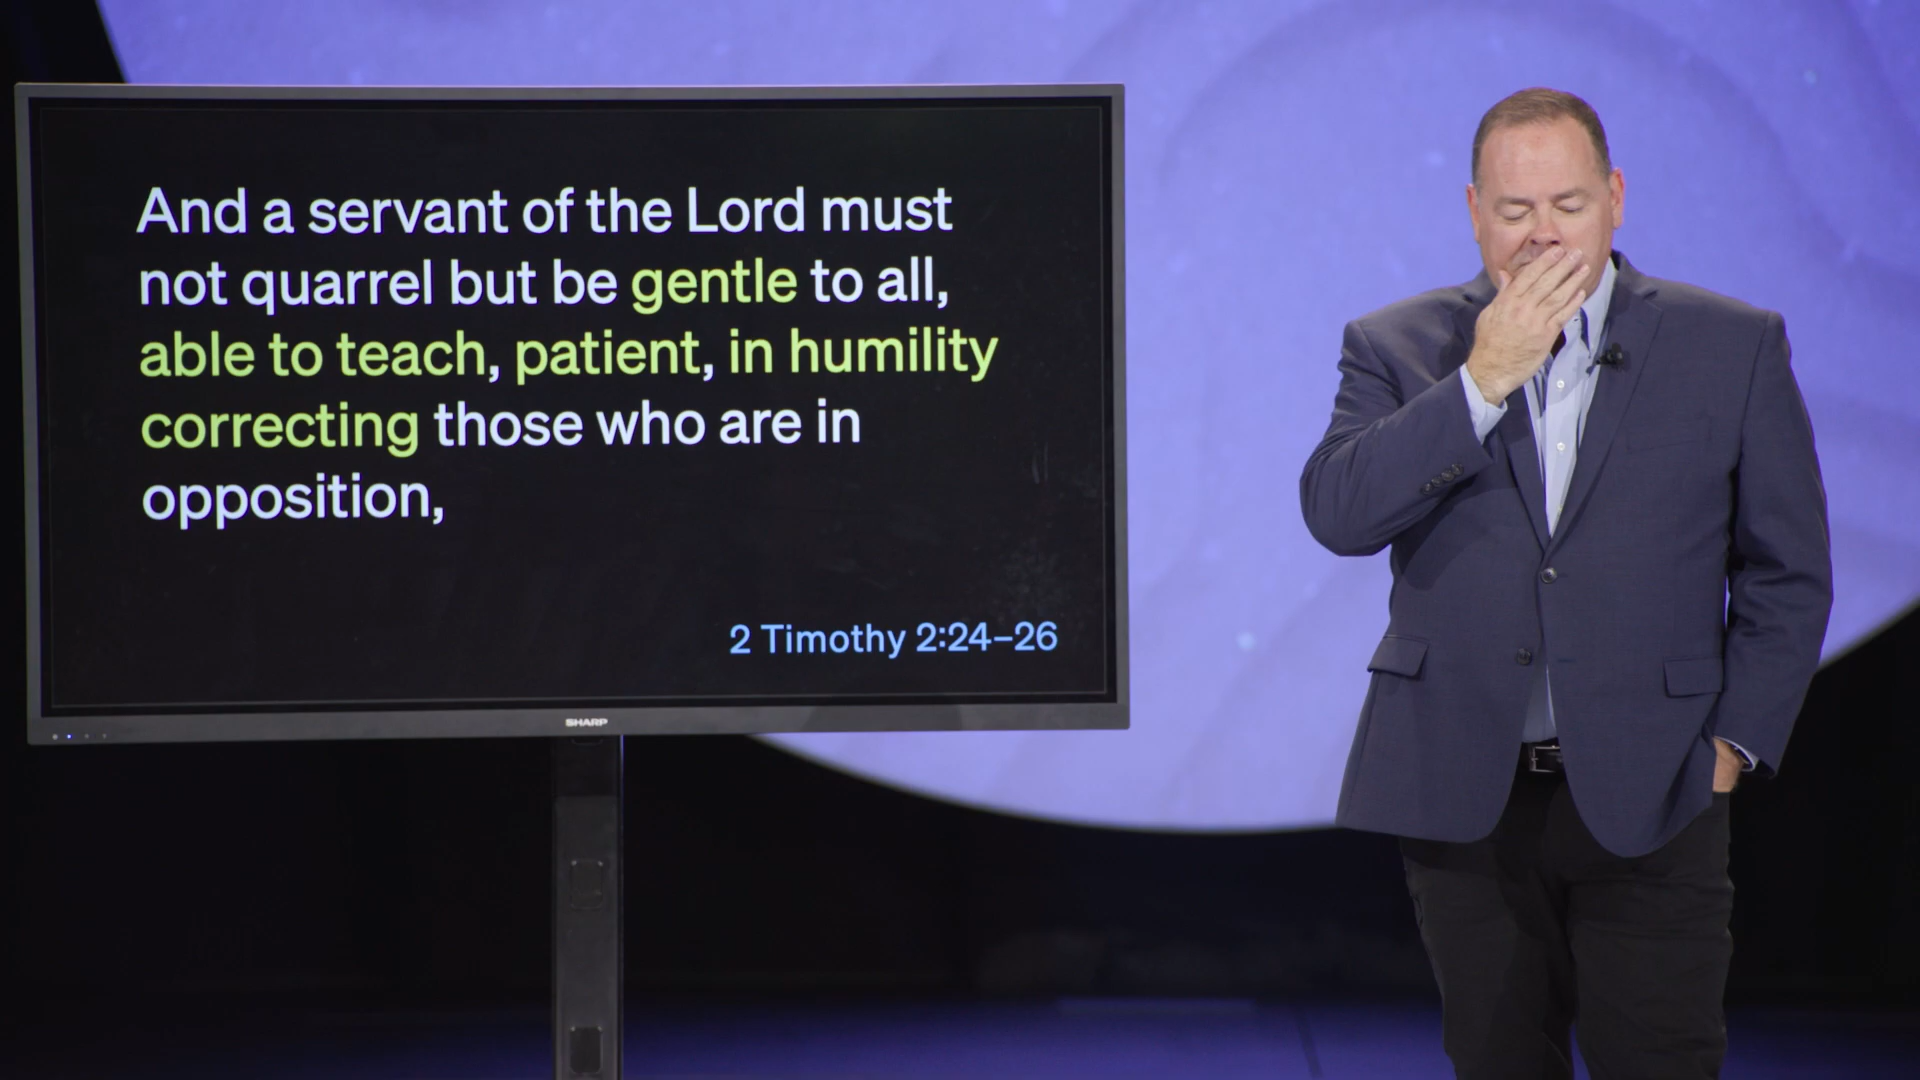 And a servant of the Lord must
not quarrel but be gentle to all,
able to teach, patient, in humility
correcting those who are in
opposition,
2 Timothy 2:24–26
SHARP